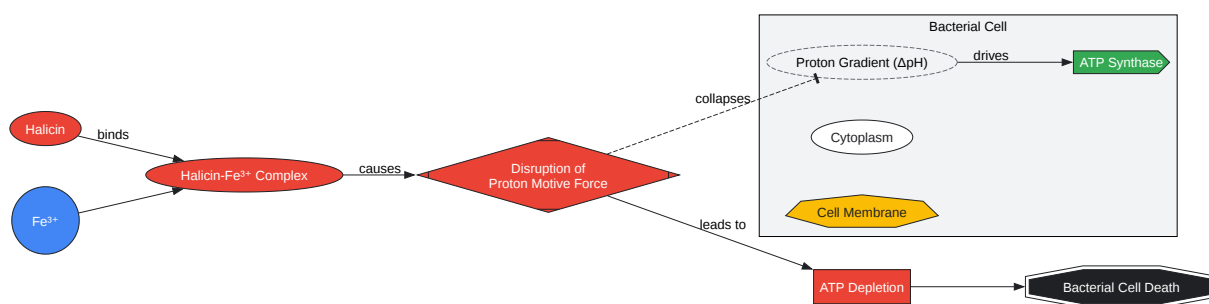 Bacterial Cell
Proton Gradient (ΔpH)
drives
ATP Synthase
collapses
Halicin
binds
Cytoplasm
Halicin-Fe³⁺ Complex
causes
Disruption of
Proton Motive Force
Fe³⁺
Cell Membrane
leads to
ATP Depletion
Bacterial Cell Death